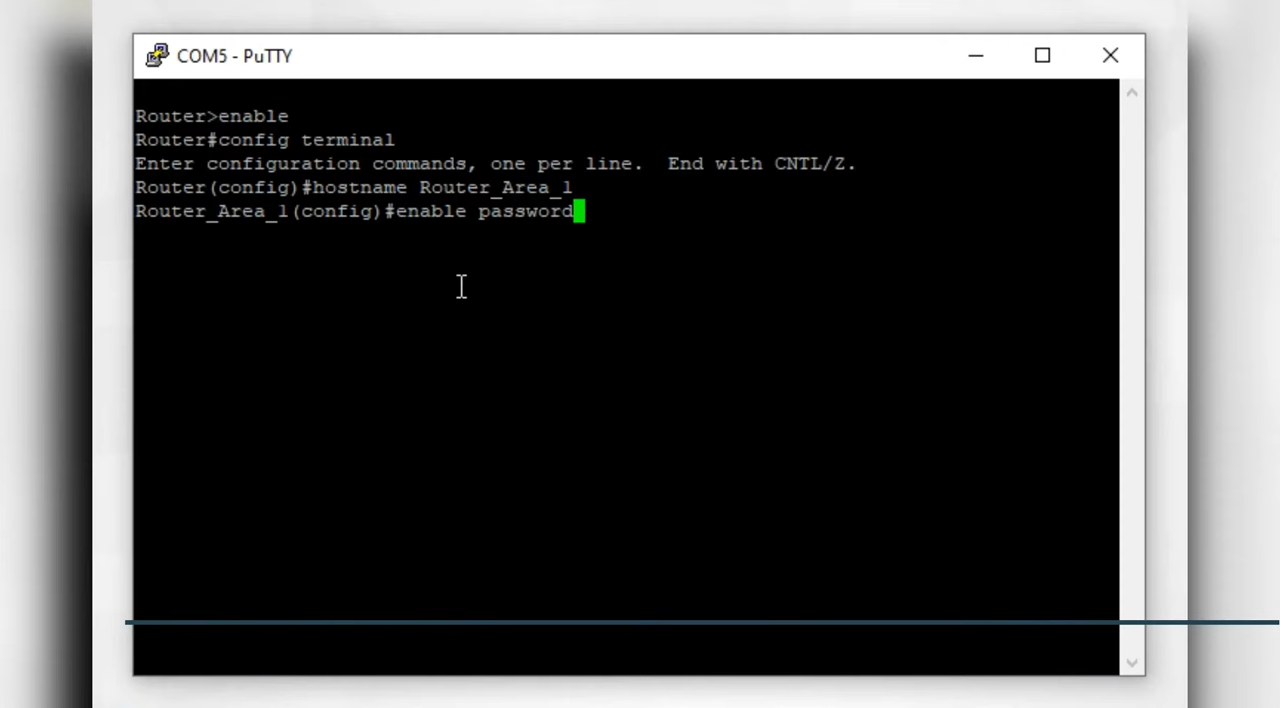 COM5 - PuTTY
Router>enable
Router#config terminal
Enter configuration commands, one per line.  End with CNTL/Z.
Router(config)#hostname Router_Area_1
Router_Area_1(config)#enable password